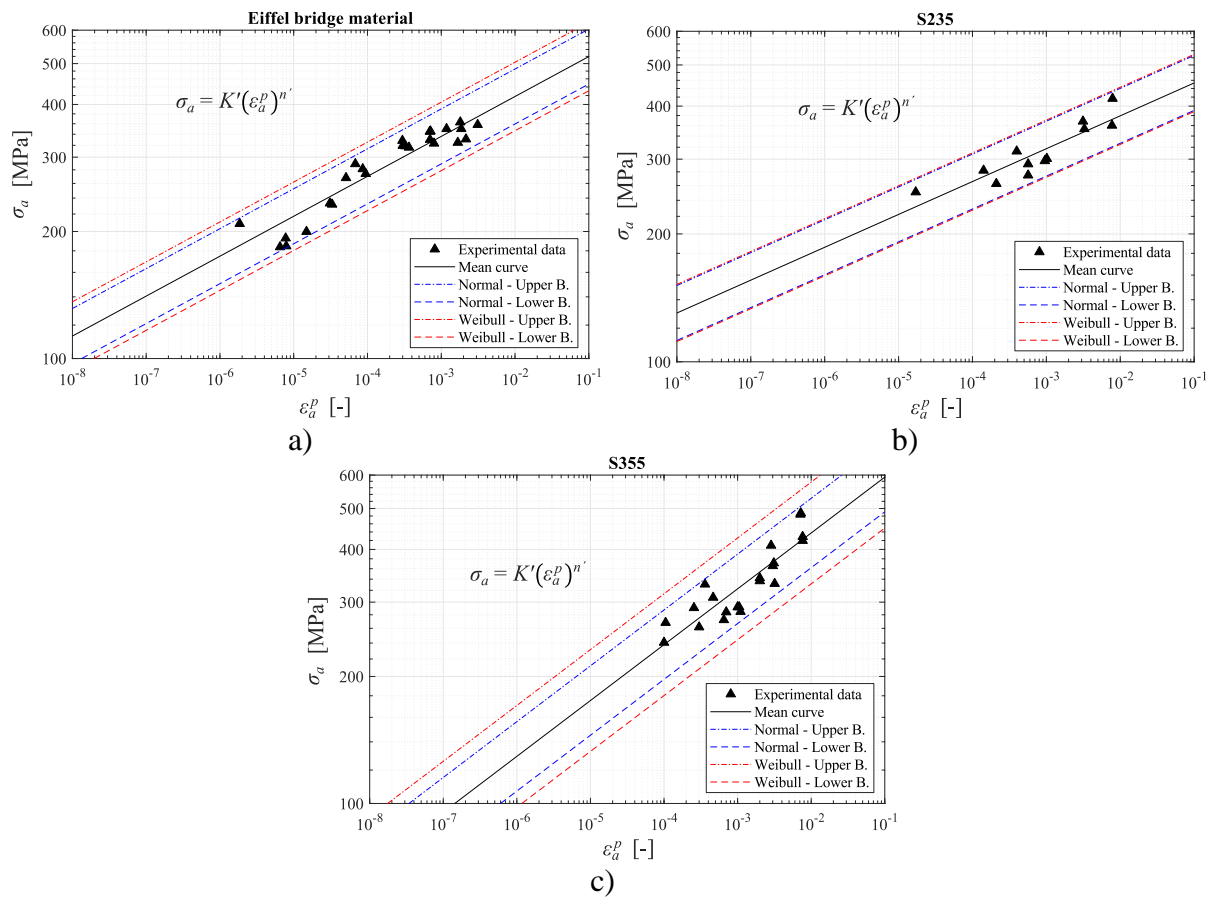 Eiffel bridge material
600
500
400
300
200
100
σₐ [MPa]
σₐ = K′(εₐᵖ)ⁿ′
Experimental data
Mean curve
Normal - Upper B.
Normal - Lower B.
Weibull - Upper B.
Weibull - Lower B.
10⁻⁸ 10⁻⁷ 10⁻⁶ 10⁻⁵ 10⁻⁴ 10⁻³ 10⁻² 10⁻¹
εₐᵖ [-]
a)
S235
600
500
400
300
200
100
σₐ [MPa]
σₐ = K′(εₐᵖ)ⁿ′
Experimental data
Mean curve
Normal - Upper B.
Normal - Lower B.
Weibull - Upper B.
Weibull - Lower B.
10⁻⁸ 10⁻⁷ 10⁻⁶ 10⁻⁵ 10⁻⁴ 10⁻³ 10⁻² 10⁻¹
εₐᵖ [-]
b)
S355
600
500
400
300
200
100
σₐ [MPa]
σₐ = K′(εₐᵖ)ⁿ′
Experimental data
Mean curve
Normal - Upper B.
Normal - Lower B.
Weibull - Upper B.
Weibull - Lower B.
10⁻⁸ 10⁻⁷ 10⁻⁶ 10⁻⁵ 10⁻⁴ 10⁻³ 10⁻² 10⁻¹
εₐᵖ [-]
c)